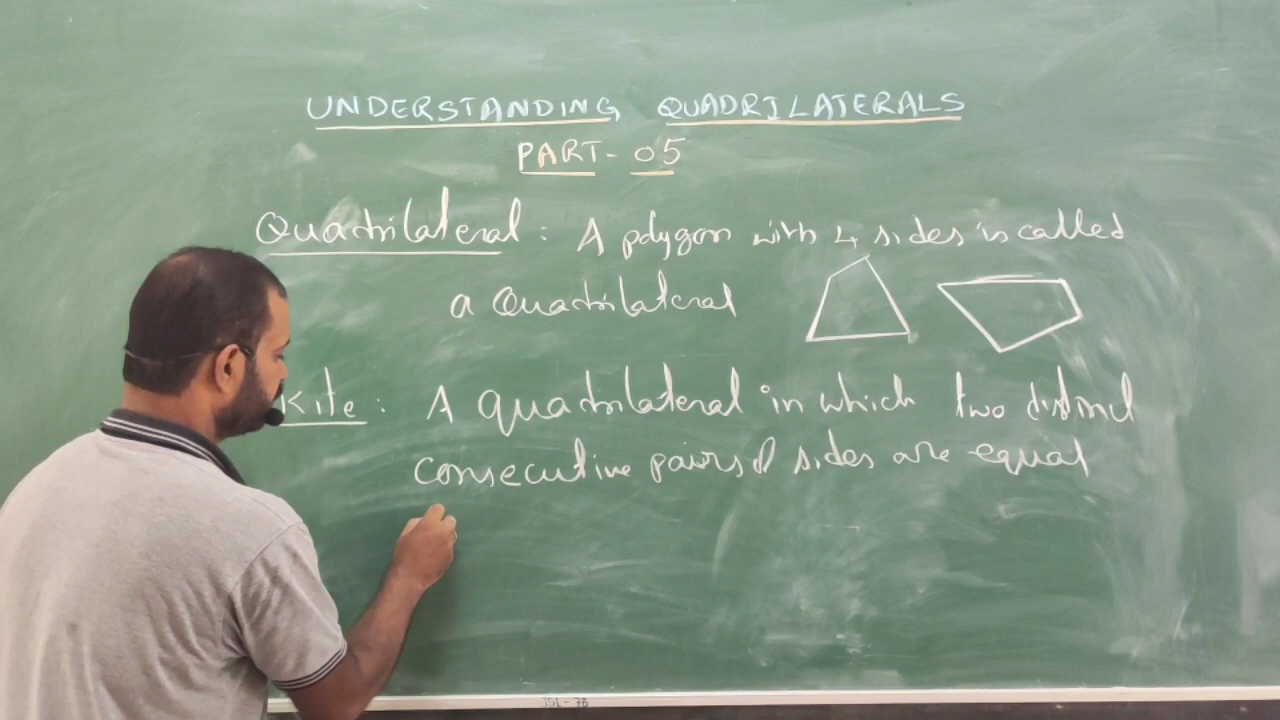 UNDERSTANDING QUADRILATERALS
PART-05
Quadrilateral: A polygon with 4 sides is called
a Quadrilateral
Kite: A quadrilateral in which two distinct
consecutive pairs of sides are equal